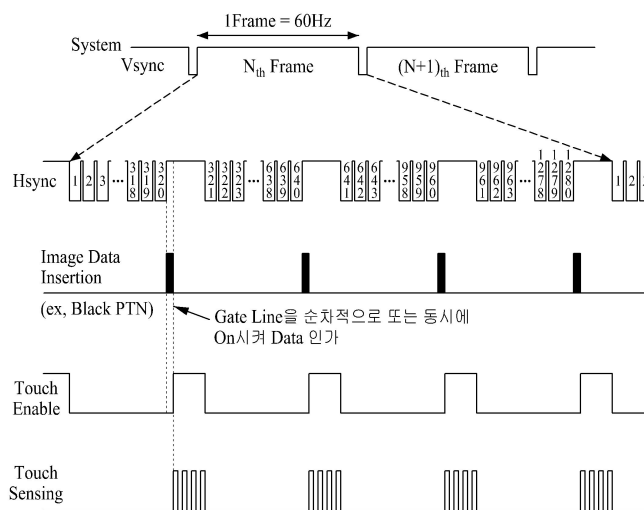 1Frame = 60Hz
System
Vsync
Nth Frame
(N+1)th Frame
Hsync
1 2 3 ··· 318 319 320 321 322 323 ··· 638 639 640 641 642 643 ··· 958 959 960 961 962 963 ··· 1278 1279 1280 1 2
Image Data
Insertion
(ex, Black PTN)
Gate Line을 순차적으로 또는 동시에
On시켜 Data 인가
Touch
Enable
Touch
Sensing